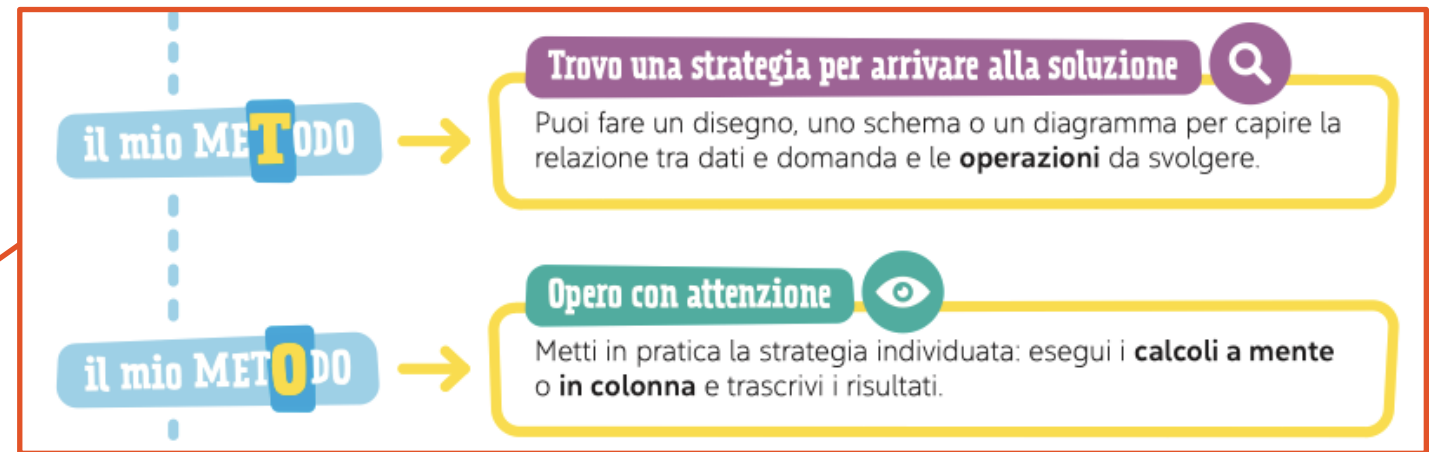 Trovo una strategia per arrivare alla soluzione
il mio METODO
Puoi fare un disegno, uno schema o un diagramma per capire la
relazione tra dati e domanda e le operazioni da svolgere.
Opero con attenzione
il mio METODO
Metti in pratica la strategia individuata: esegui i calcoli a mente
o in colonna e trascrivi i risultati.